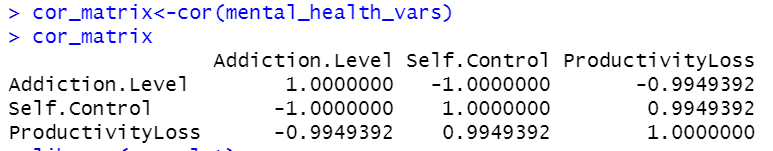 > cor_matrix<-cor(mental_health_vars)
> cor_matrix
                Addiction.Level Self.Control ProductivityLoss
Addiction.Level       1.0000000   -1.0000000       -0.9949392
Self.Control         -1.0000000    1.0000000        0.9949392
ProductivityLoss     -0.9949392    0.9949392        1.0000000